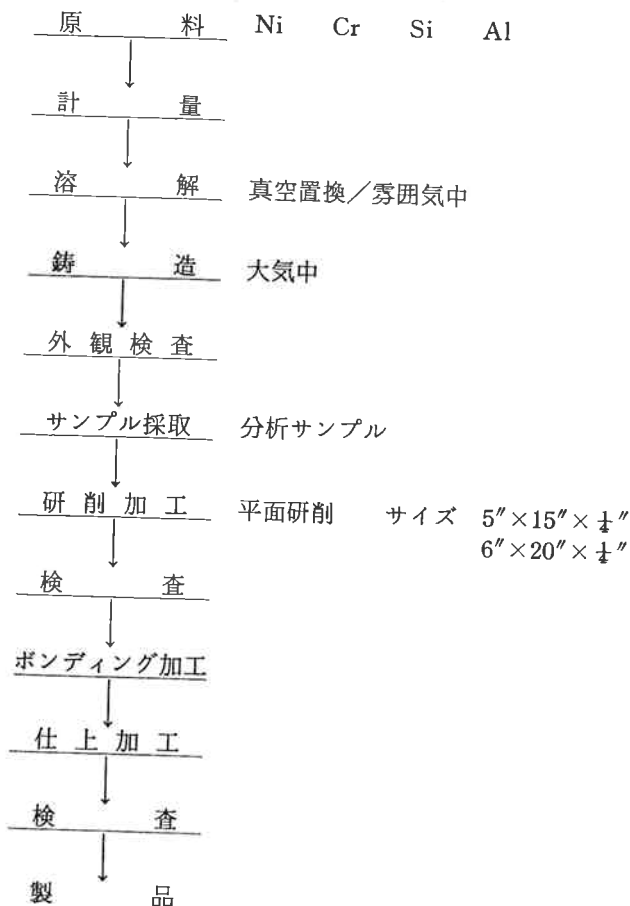 原料 Ni Cr Si Al
計量
溶解 真空置換/雰囲気中
鋳造 大気中
外観検査
サンプル採取 分析サンプル
研削加工 平面研削 サイズ 5″×15″×¼″
6″×20″×¼″
検査
ボンディング加工
仕上加工
検査
製品